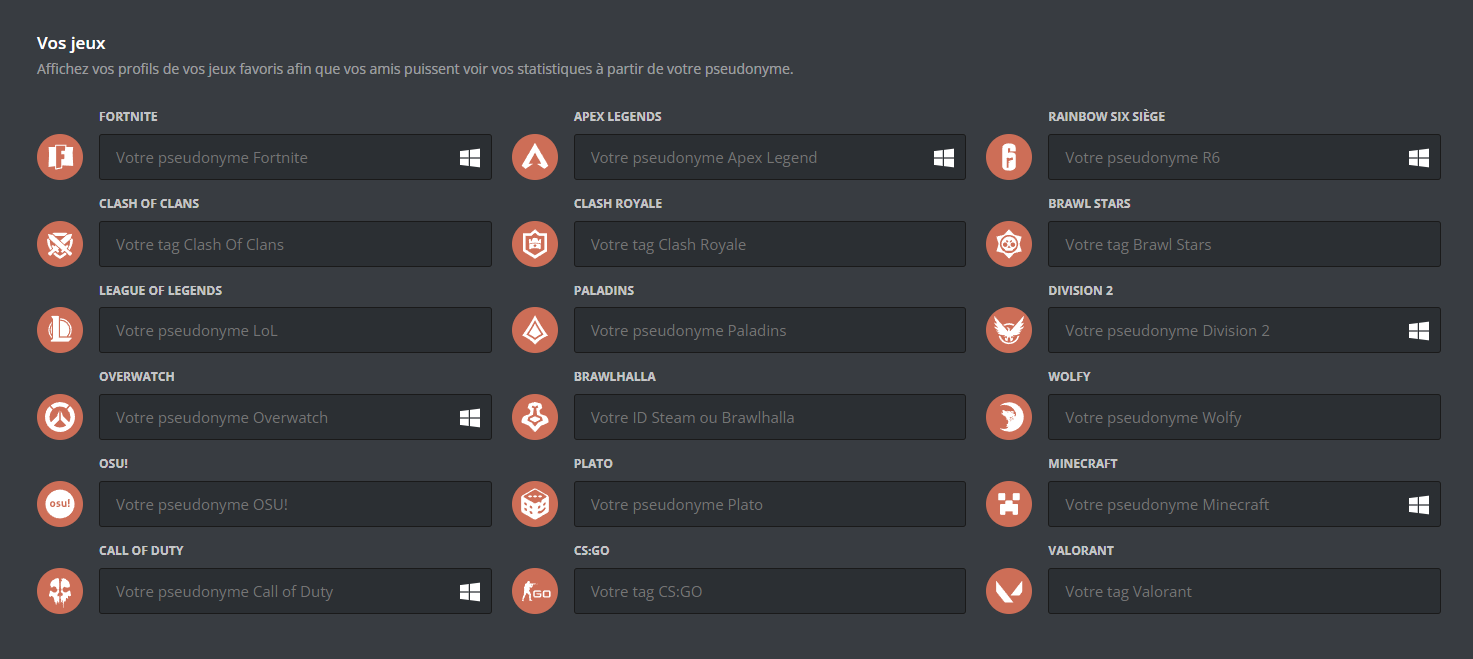 Vos jeux
Affichez vos profils de vos jeux favoris afin que vos amis puissent voir vos statistiques à partir de votre pseudonyme.
FORTNITE
Votre pseudonyme Fortnite
APEX LEGENDS
Votre pseudonyme Apex Legend
RAINBOW SIX SIÈGE
Votre pseudonyme R6
CLASH OF CLANS
Votre tag Clash Of Clans
CLASH ROYALE
Votre tag Clash Royale
BRAWL STARS
Votre tag Brawl Stars
LEAGUE OF LEGENDS
Votre pseudonyme LoL
PALADINS
Votre pseudonyme Paladins
DIVISION 2
Votre pseudonyme Division 2
OVERWATCH
Votre pseudonyme Overwatch
BRAWLHALLA
Votre ID Steam ou Brawlhalla
WOLFY
Votre pseudonyme Wolfy
OSU!
osu!
Votre pseudonyme OSU!
PLATO
Votre pseudonyme Plato
MINECRAFT
Votre pseudonyme Minecraft
CALL OF DUTY
Votre pseudonyme Call of Duty
CS:GO
GO
Votre tag CS:GO
VALORANT
Votre tag Valorant